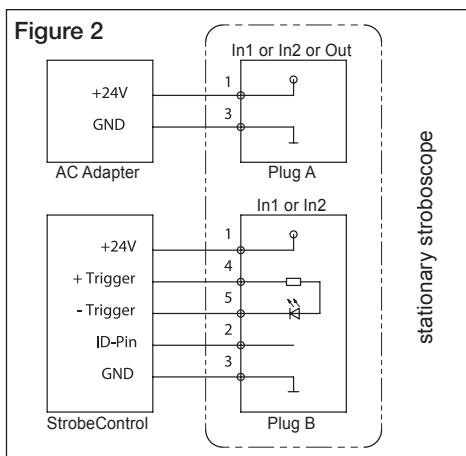 Figure 2
In1 or In2 or Out
+24V
1
GND
3
AC Adapter
Plug A
In1 or In2
+24V
1
+ Trigger
4
- Trigger
5
ID-Pin
2
GND
3
StrobeControl
Plug B
stationary stroboscope